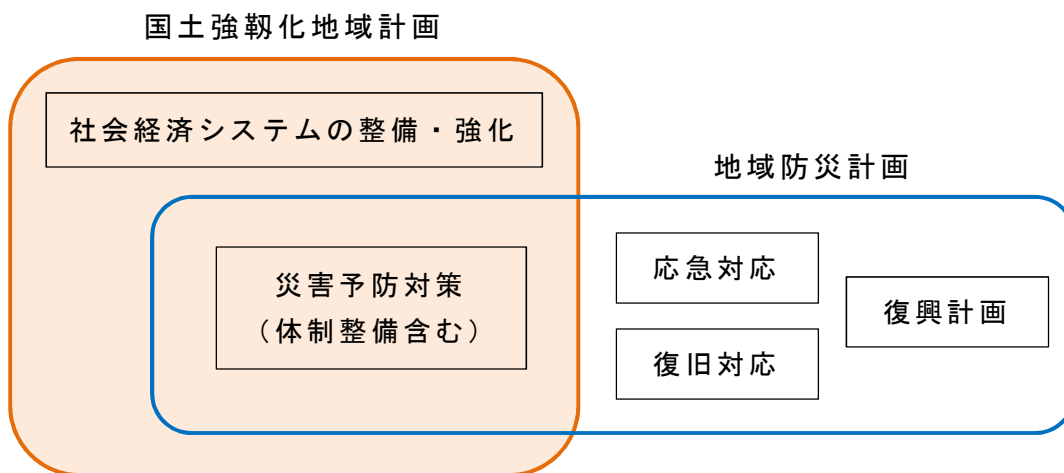 国土強靱化地域計画
社会経済システムの整備・強化
地域防災計画
災害予防対策
（体制整備含む）
応急対応
復旧対応
復興計画